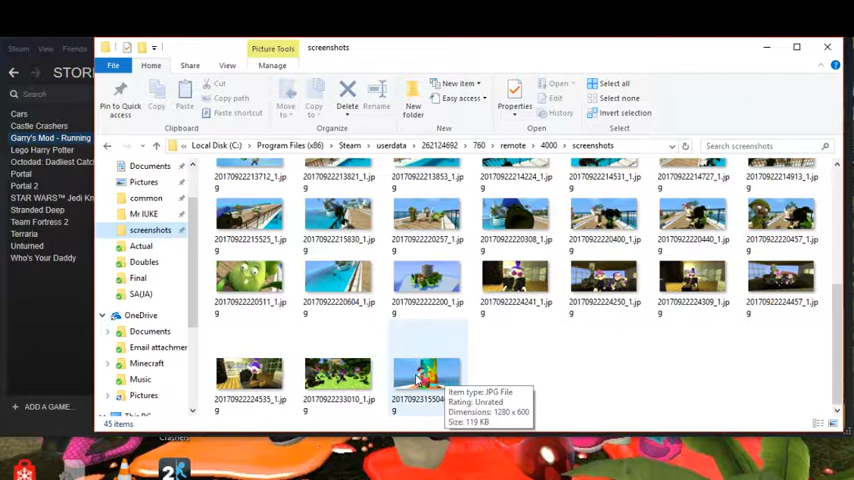 Steam View Friends
STOR
Search
Cars
Castle Crashers
Garry's Mod - Running
Lego Harry Potter
Octodad: Dadliest Catc
Portal
Portal 2
STAR WARS™ Jedi Kn
Stranded Deep
Team Fortress 2
Terraria
Unturned
Who's Your Daddy
ADD A GAME...
Picture Tools
screenshots
File Home Share View Manage
Pin to Quick access
Copy
Paste
Cut
Copy path
Paste shortcut
Clipboard
Move to
Copy to
Delete
Rename
Organize
New folder
New item
Easy access
New
Properties
Open
Edit
History
Open
Select all
Select none
Invert selection
Select
Local Disk (C:) Program Files (x86) Steam userdata 262124692 760 remote 4000 screenshots
Search screenshots
Documents
Pictures
common
Mr IUKE
screenshots
Actual
Doubles
Final
SA(JA)
OneDrive
Documents
Email attachmer
Minecraft
Music
Pictures
This PC
20170922213712_1.jpg
20170922213853_1.jpg
20170922214224_1.jpg
20170922214531_1.jpg
20170922214727_1.jpg
20170922214913_1.jpg
20170922215525_1.jpg
20170922215830_1.jpg
20170922220257_1.jpg
20170922220308_1.jpg
20170922220400_1.jpg
20170922220440_1.jpg
20170922220457_1.jpg
20170922220511_1.jpg
20170922220604_1.jpg
20170922222200_1.jpg
20170922224241_1.jpg
20170922224250_1.jpg
20170922224309_1.jpg
20170922224457_1.jpg
20170922224535_1.jpg
20170922233010_1.jpg
2017092315504
g
Item type: JPG File
Rating: Unrated
Dimensions: 1280 x 600
Size: 119 KB
45 items
Crashers
2